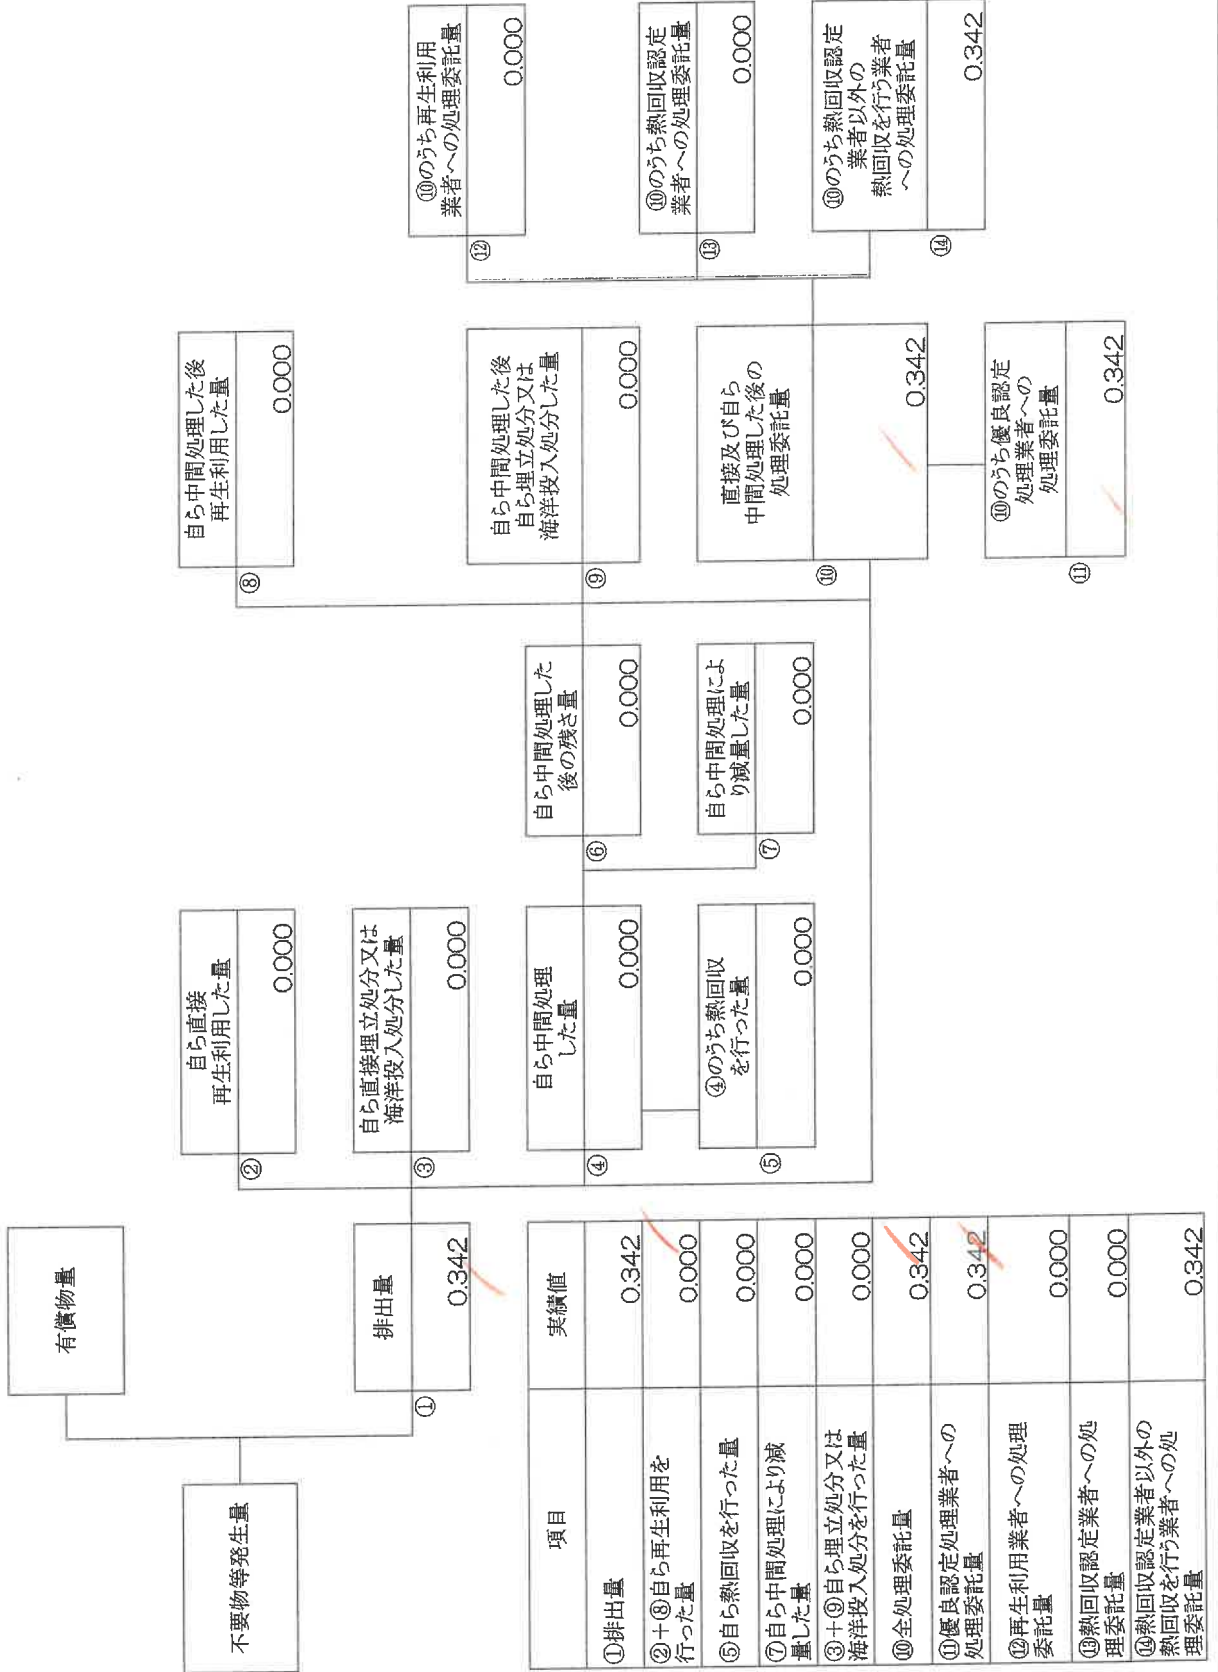 不要物等発生量
有償物量
①
排出量
0.342
②
自ら直接
再生利用した量
0.000
③
自ら直接埋立処分又は
海洋投入処分した量
0.000
④
自ら中間処理
した量
0.000
⑤
④のうち熱回収
を行った量
0.000
⑥
自ら中間処理した
後の残さ量
0.000
⑦
自ら中間処理によ
り減量した量
0.000
⑧
自ら中間処理した後
再生利用した量
0.000
⑨
自ら中間処理した後
自ら埋立処分又は
海洋投入処分した量
0.000
⑩
直接及び自ら
中間処理した後の
処理委託量
0.342
⑪
⑩のうち優良認定
処理業者への
処理委託量
0.342
⑫
⑩のうち再生利用
業者への処理委託量
0.000
⑬
⑩のうち熱回収認定
業者への処理委託量
0.000
⑭
⑩のうち熱回収認定
業者以外の
熱回収を行う業者
への処理委託量
0.342
項目 実績値
①排出量 0.342
②+⑧自ら再生利用を
行った量 0.000
⑤自ら熱回収を行った量 0.000
⑦自ら中間処理により減
量した量 0.000
③+⑨自ら埋立処分又は
海洋投入処分を行った量 0.000
⑩全処理委託量 0.342
⑪優良認定処理業者への
処理委託量 0.342
⑫再生利用業者への処理
委託量 0.000
⑬熱回収認定業者への処
理委託量 0.000
⑭熱回収認定業者以外の
熱回収を行う業者への処
理委託量 0.342